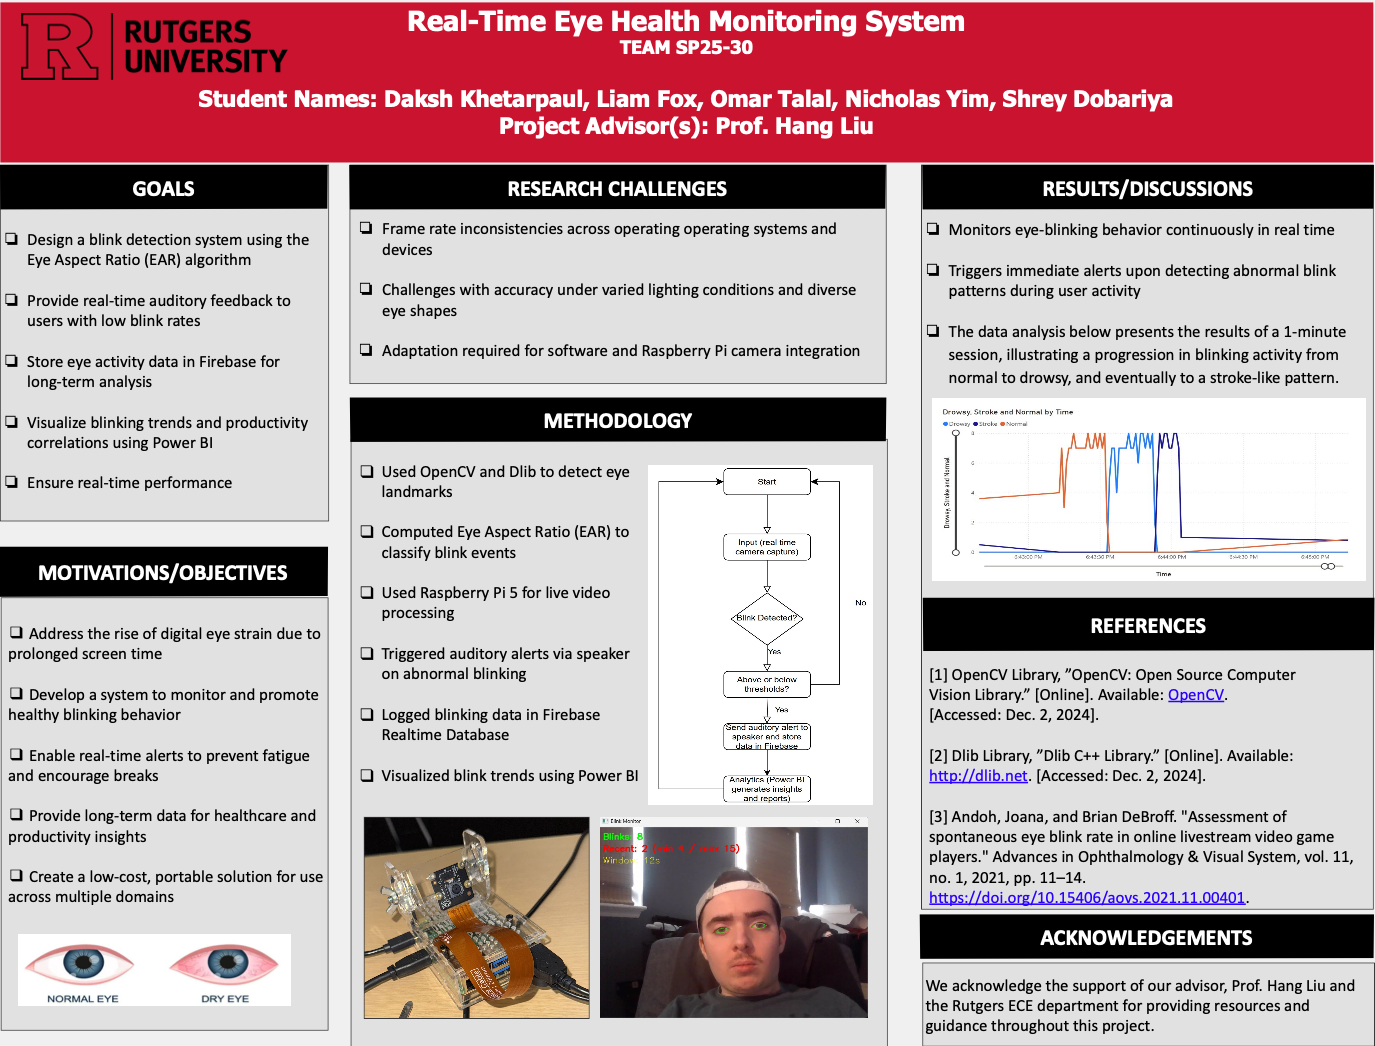 RUTGERS
UNIVERSITY
Real-Time Eye Health Monitoring System
TEAM SP25-30
Student Names: Daksh Khetarpaul, Liam Fox, Omar Talal, Nicholas Yim, Shrey Dobariya
Project Advisor(s): Prof. Hang Liu
GOALS
❏ Design a blink detection system using the
Eye Aspect Ratio (EAR) algorithm
❏ Provide real-time auditory feedback to
users with low blink rates
❏ Store eye activity data in Firebase for
long-term analysis
❏ Visualize blinking trends and productivity
correlations using Power BI
❏ Ensure real-time performance
MOTIVATIONS/OBJECTIVES
❏ Address the rise of digital eye strain due to
prolonged screen time
❏ Develop a system to monitor and promote
healthy blinking behavior
❏ Enable real-time alerts to prevent fatigue
and encourage breaks
❏ Provide long-term data for healthcare and
productivity insights
❏ Create a low-cost, portable solution for use
across multiple domains
NORMAL EYE
DRY EYE
RESEARCH CHALLENGES
❏ Frame rate inconsistencies across operating operating systems and
devices
❏ Challenges with accuracy under varied lighting conditions and diverse
eye shapes
❏ Adaptation required for software and Raspberry Pi camera integration
METHODOLOGY
❏ Used OpenCV and Dlib to detect eye
landmarks
❏ Computed Eye Aspect Ratio (EAR) to
classify blink events
❏ Used Raspberry Pi 5 for live video
processing
❏ Triggered auditory alerts via speaker
on abnormal blinking
❏ Logged blinking data in Firebase
Realtime Database
❏ Visualized blink trends using Power BI
Start
Input (real time
camera capture)
Blink Detected?
No
Yes
Above or below
thresholds?
Yes
Send auditory alert to
speaker and store
data in Firebase
Analytics (Power BI
generates insights
and reports)
Blink Monitor
Blinks: 8
Recent: 2 / 15)
Window: 12s
RESULTS/DISCUSSIONS
❏ Monitors eye-blinking behavior continuously in real time
❏ Triggers immediate alerts upon detecting abnormal blink
patterns during user activity
❏ The data analysis below presents the results of a 1-minute
session, illustrating a progression in blinking activity from
normal to drowsy, and eventually to a stroke-like pattern.
Drowsy, Stroke and Normal by Time
Drowsy Stroke Normal
Drowsy, Stroke and Normal
8
6
4
2
0
6:43:00 PM 6:43:30 PM 6:44:00 PM 6:44:30 PM 6:45:00 PM
Time
REFERENCES
[1] OpenCV Library, ”OpenCV: Open Source Computer
Vision Library.” [Online]. Available: OpenCV.
[Accessed: Dec. 2, 2024].
[2] Dlib Library, ”Dlib C++ Library.” [Online]. Available:
http://dlib.net. [Accessed: Dec. 2, 2024].
[3] Andoh, Joana, and Brian DeBroff. "Assessment of
spontaneous eye blink rate in online livestream video game
players." Advances in Ophthalmology & Visual System, vol. 11,
no. 1, 2021, pp. 11–14.
https://doi.org/10.15406/aovs.2021.11.00401.
ACKNOWLEDGEMENTS
We acknowledge the support of our advisor, Prof. Hang Liu and
the Rutgers ECE department for providing resources and
guidance throughout this project.